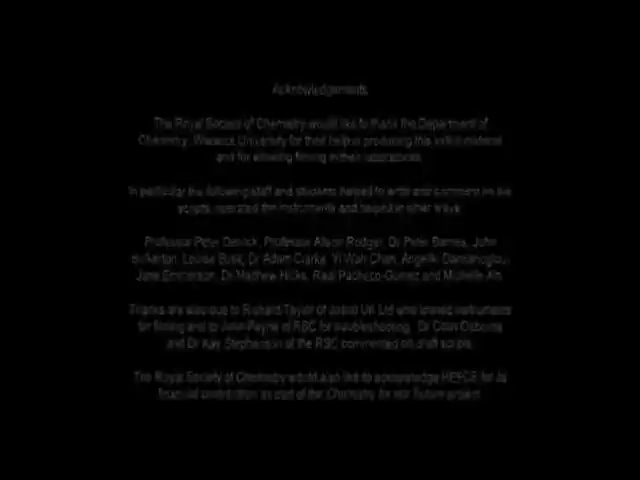 Acknowledgements
The Royal Society of Chemistry would like to thank the Department of
Chemistry, Warwick University for their help in producing this video material
and for allowing filming in their laboratories.
In particular the following staff and students helped to write and comment on the
scripts, operated the instruments and helped in other ways.
Professor Peter Derrick, Professor Alison Rodger, Dr Peter Barnes, John
Bickerton, Louise Dr Adam Clarke, Yi Wah Chan, Angeliki
Jane Dr Matthew Hicks, Raul Pacheco-Gomez and Michelle
Thanks are also due to Richard Taylor of UK Ltd who loaned instruments
for filming and to John Payne of RSC for troubleshooting. Dr Colin Osborne
and Dr Kay Stephenson of the RSC commented on draft scripts.
The Royal Society of Chemistry would also like to acknowledge HEFCE for its
financial contribution as part of the Chemistry for our Future project.